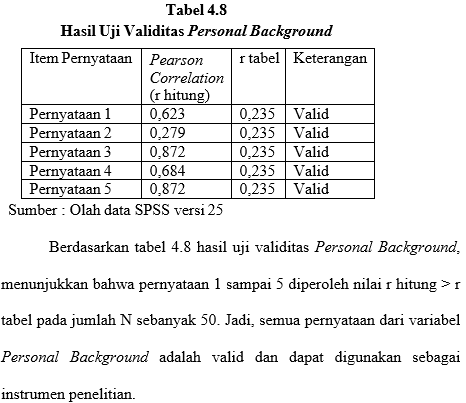 Tabel 4.8
Hasil Uji Validitas Personal Background
Item Pernyataan Pearson Correlation (r hitung) r tabel Keterangan
Pernyataan 1 0,623 0,235 Valid
Pernyataan 2 0,279 0,235 Valid
Pernyataan 3 0,872 0,235 Valid
Pernyataan 4 0,684 0,235 Valid
Pernyataan 5 0,872 0,235 Valid
Sumber : Olah data SPSS versi 25
Berdasarkan tabel 4.8 hasil uji validitas Personal Background,
menunjukkan bahwa pernyataan 1 sampai 5 diperoleh nilai r hitung > r
tabel pada jumlah N sebanyak 50. Jadi, semua pernyataan dari variabel
Personal Background adalah valid dan dapat digunakan sebagai
instrumen penelitian.